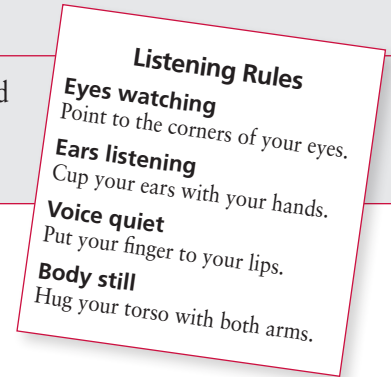 Listening Rules
Eyes watching
Point to the corners of your eyes.
Ears listening
Cup your ears with your hands.
Voice quiet
Put your finger to your lips.
Body still
Hug your torso with both arms.